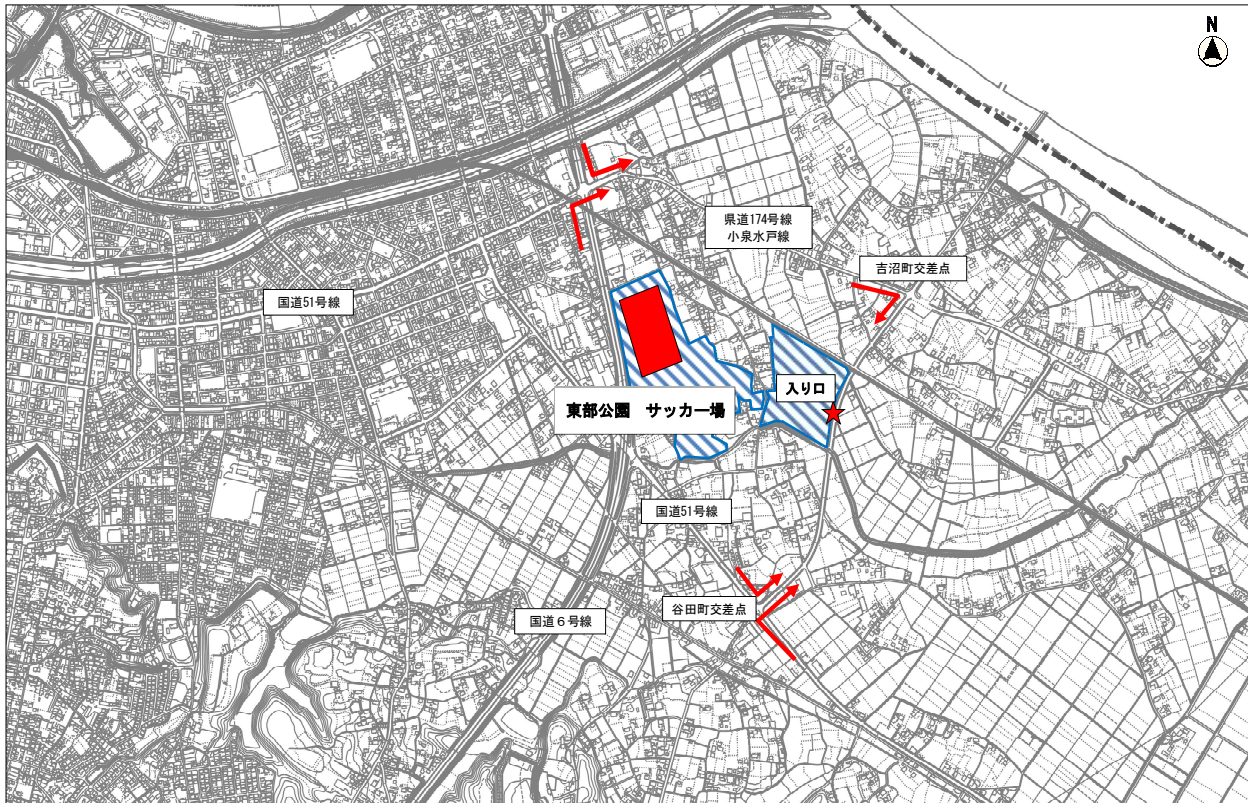 N
県道174号線
小泉水戸線
吉沼町交差点
国道51号線
入り口
東部公園　サッカー場
国道51号線
谷田町交差点
国道６号線